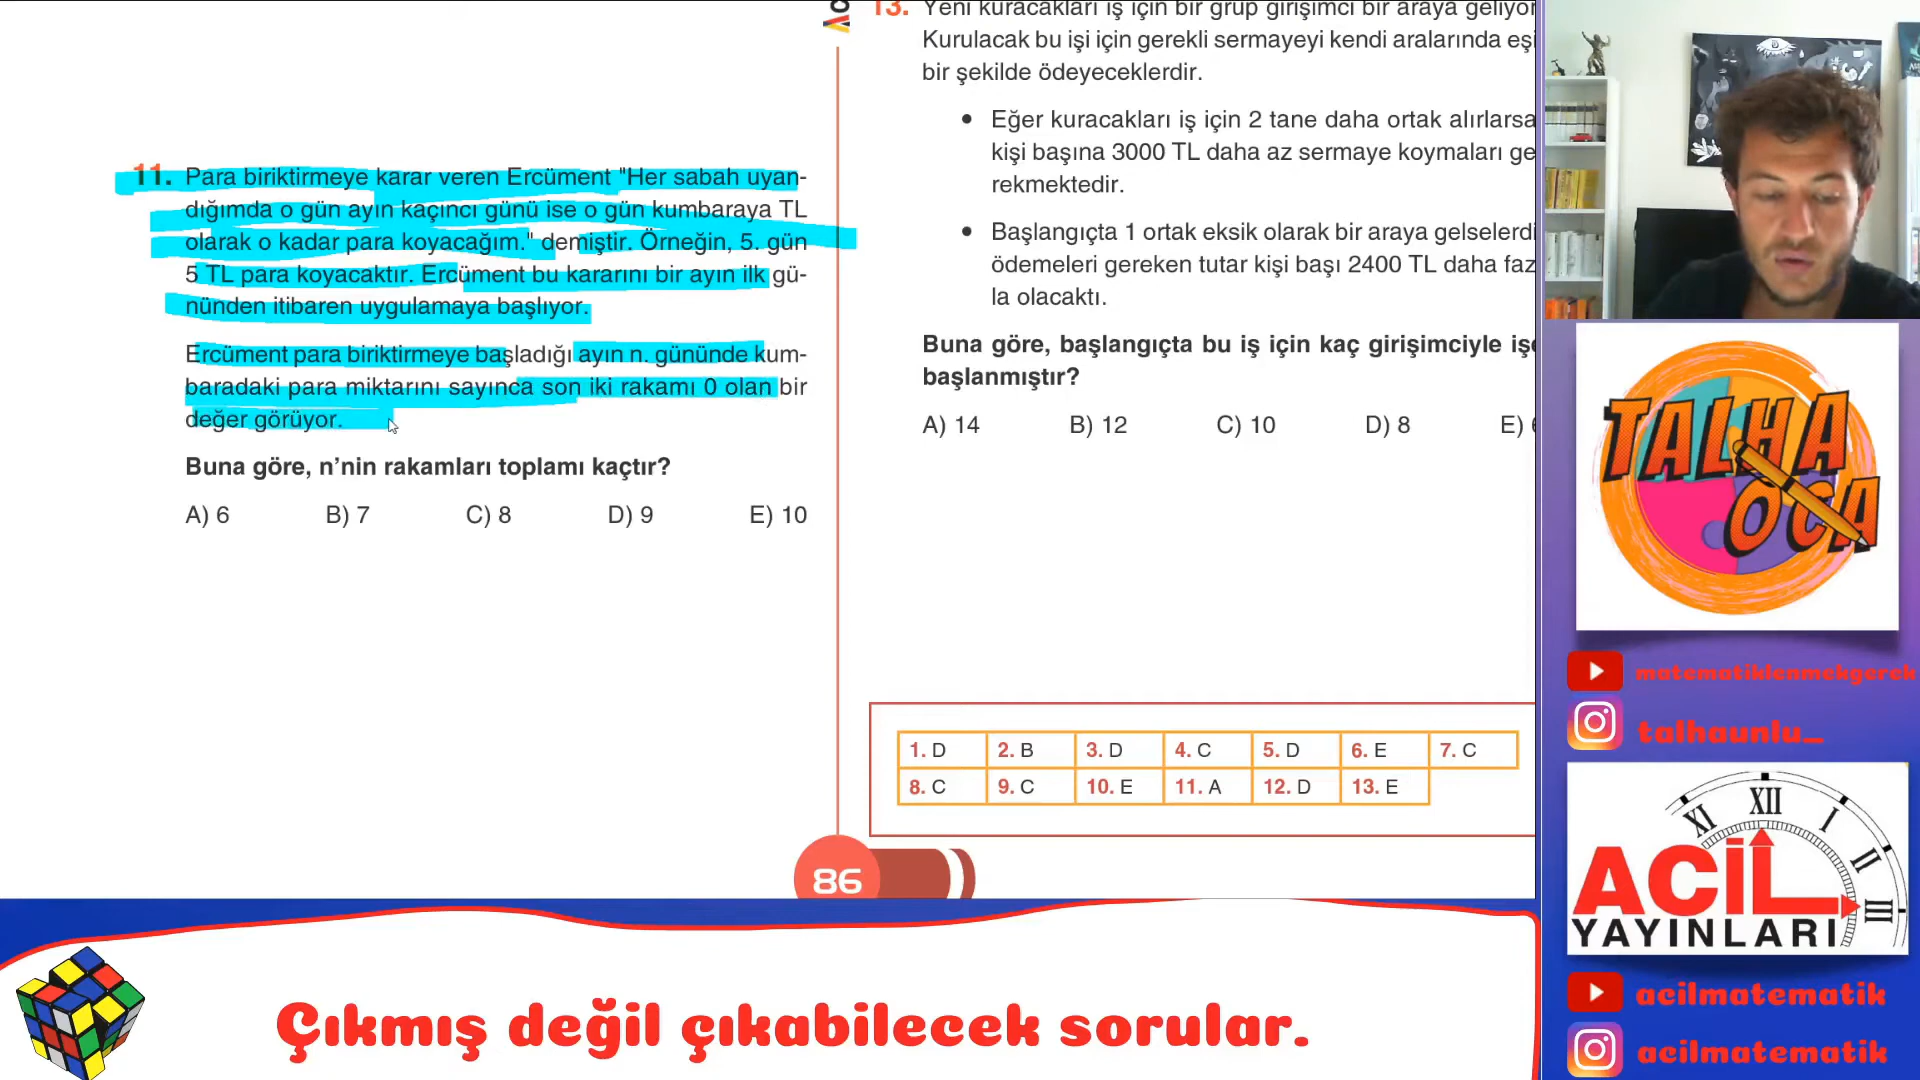 11. Para biriktirmeye karar veren Ercüment "Her sabah uyan-
dığımda o gün ayın kaçıncı günü ise o gün kumbaraya TL
olarak o kadar para koyacağım." demiştir. Örneğin, 5. gün
5 TL para koyacaktır. Ercüment bu kararını bir ayın ilk gü-
nünden itibaren uygulamaya başlıyor.
Ercüment para biriktirmeye başladığı ayın n. gününde kum-
baradaki para miktarını sayınca son iki rakamı 0 olan bir
değer görüyor.
Buna göre, n'nin rakamları toplamı kaçtır?
A) 6 B) 7 C) 8 D) 9 E) 10
13. Yeni kuracakları iş için bir grup girişimci bir araya geliyor
Kurulacak bu işi için gerekli sermayeyi kendi aralarında eşi
bir şekilde ödeyeceklerdir.
• Eğer kuracakları iş için 2 tane daha ortak alırlarsa
kişi başına 3000 TL daha az sermaye koymaları ge
rekmektedir.
• Başlangıçta 1 ortak eksik olarak bir araya gelselerdi
ödemeleri gereken tutar kişi başı 2400 TL daha faz
la olacaktı.
Buna göre, başlangıçta bu iş için kaç girişimciyle işe
başlanmıştır?
A) 14 B) 12 C) 10 D) 8 E)
1. D 2. B 3. D 4. C 5. D 6. E 7. C
8. C 9. C 10. E 11. A 12. D 13. E
86
TALHA
OCA
matematiklenmekgerek
talhaunlu_
XI XII I II III
ACİL
YAYINLARI
acilmatematik
acilmatematik
Çıkmış değil çıkabilecek sorular.